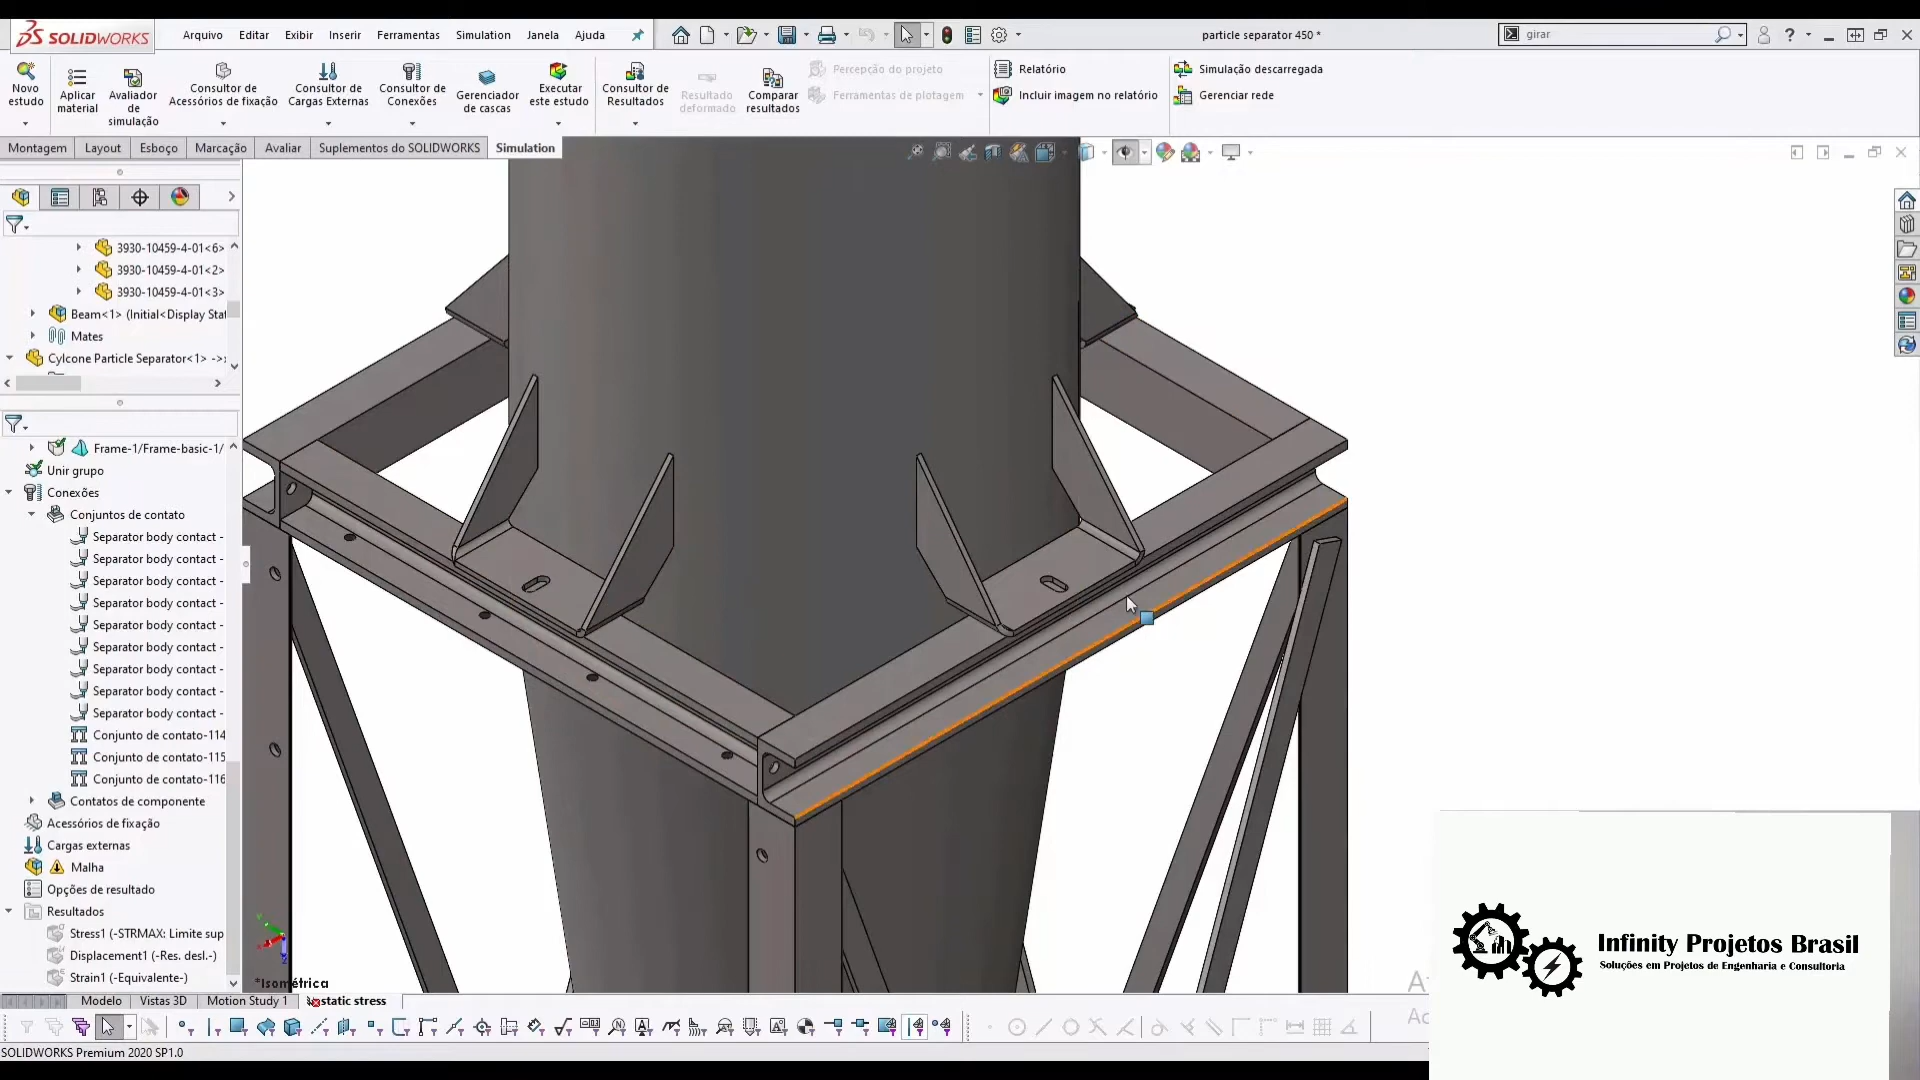 SOLIDWORKS
Arquivo Editar Exibir Inserir Ferramentas Simulation Janela Ajuda
particle separator 450 *
girar
Novo estudo
Aplicar material
Avaliador de simulação
Consultor de Acessórios de fixação
Consultor de Cargas Externas
Consultor de Conexões
Gerenciador de cascas
Executar este estudo
Consultor de Resultados
Resultado deformado
Comparar resultados
Percepção do projeto
Ferramentas de plotagem
Relatório
Incluir imagem no relatório
Simulação descarregada
Gerenciar rede
Montagem Layout Esboço Marcação Avaliar Suplementos do SOLIDWORKS Simulation
3930-10459-4-01<6>
3930-10459-4-01<2>
3930-10459-4-01<3>
Beam<1> (Initial<Display Sta
Mates
Cylcone Particle Separator<1> ->
Frame-1/Frame-basic-1/
Unir grupo
Conexões
Conjuntos de contato
Separator body contact -
Separator body contact -
Separator body contact -
Separator body contact -
Separator body contact -
Separator body contact -
Separator body contact -
Separator body contact -
Separator body contact -
Conjunto de contato-114
Conjunto de contato-115
Conjunto de contato-116
Contatos de componente
Acessórios de fixação
Cargas externas
Malha
Opções de resultado
Resultados
Stress1 (-STRMAX: Limite sup
Displacement1 (-Res. desl.-)
Strain1 (-Equivalente-)
*Isométrica
Modelo Vistas 3D Motion Study 1 static stress
SOLIDWORKS Premium 2020 SP1.0
Infinity Projetos Brasil
Soluções em Projetos de Engenharia e Consultoria